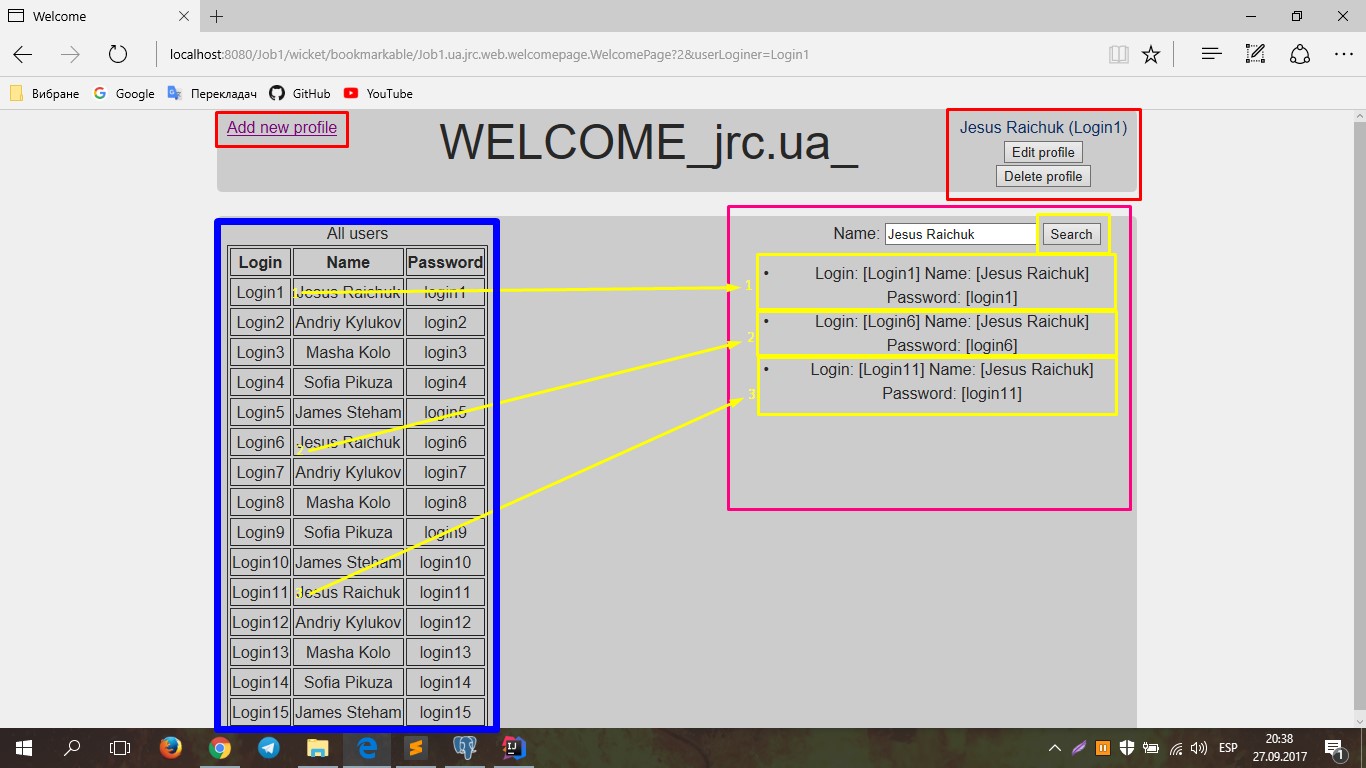 Welcome
localhost:8080/Job1/wicket/bookmarkable/Job1.ua.jrc.web.welcomepage.WelcomePage?2&userLoginer=Login1
Вибране Google Перекладач GitHub YouTube
Add new profile
WELCOME_jrc.ua_
Jesus Raichuk (Login1)
Edit profile
Delete profile
All users
Login Name Password
Login1 Jesus Raichuk login1
Login2 Andriy Kylukov login2
Login3 Masha Kolo login3
Login4 Sofia Pikuza login4
Login5 James Steham login5
Login6 Jesus Raichuk login6
Login7 Andriy Kylukov login7
Login8 Masha Kolo login8
Login9 Sofia Pikuza login9
Login10 James Steham login10
Login11 Jesus Raichuk login11
Login12 Andriy Kylukov login12
Login13 Masha Kolo login13
Login14 Sofia Pikuza login14
Login15 James Steham login15
Name: Jesus Raichuk Search
1
• Login: [Login1] Name: [Jesus Raichuk]
Password: [login1]
2
• Login: [Login6] Name: [Jesus Raichuk]
Password: [login6]
3
• Login: [Login11] Name: [Jesus Raichuk]
Password: [login11]
ESP
20:38
27.09.2017
1